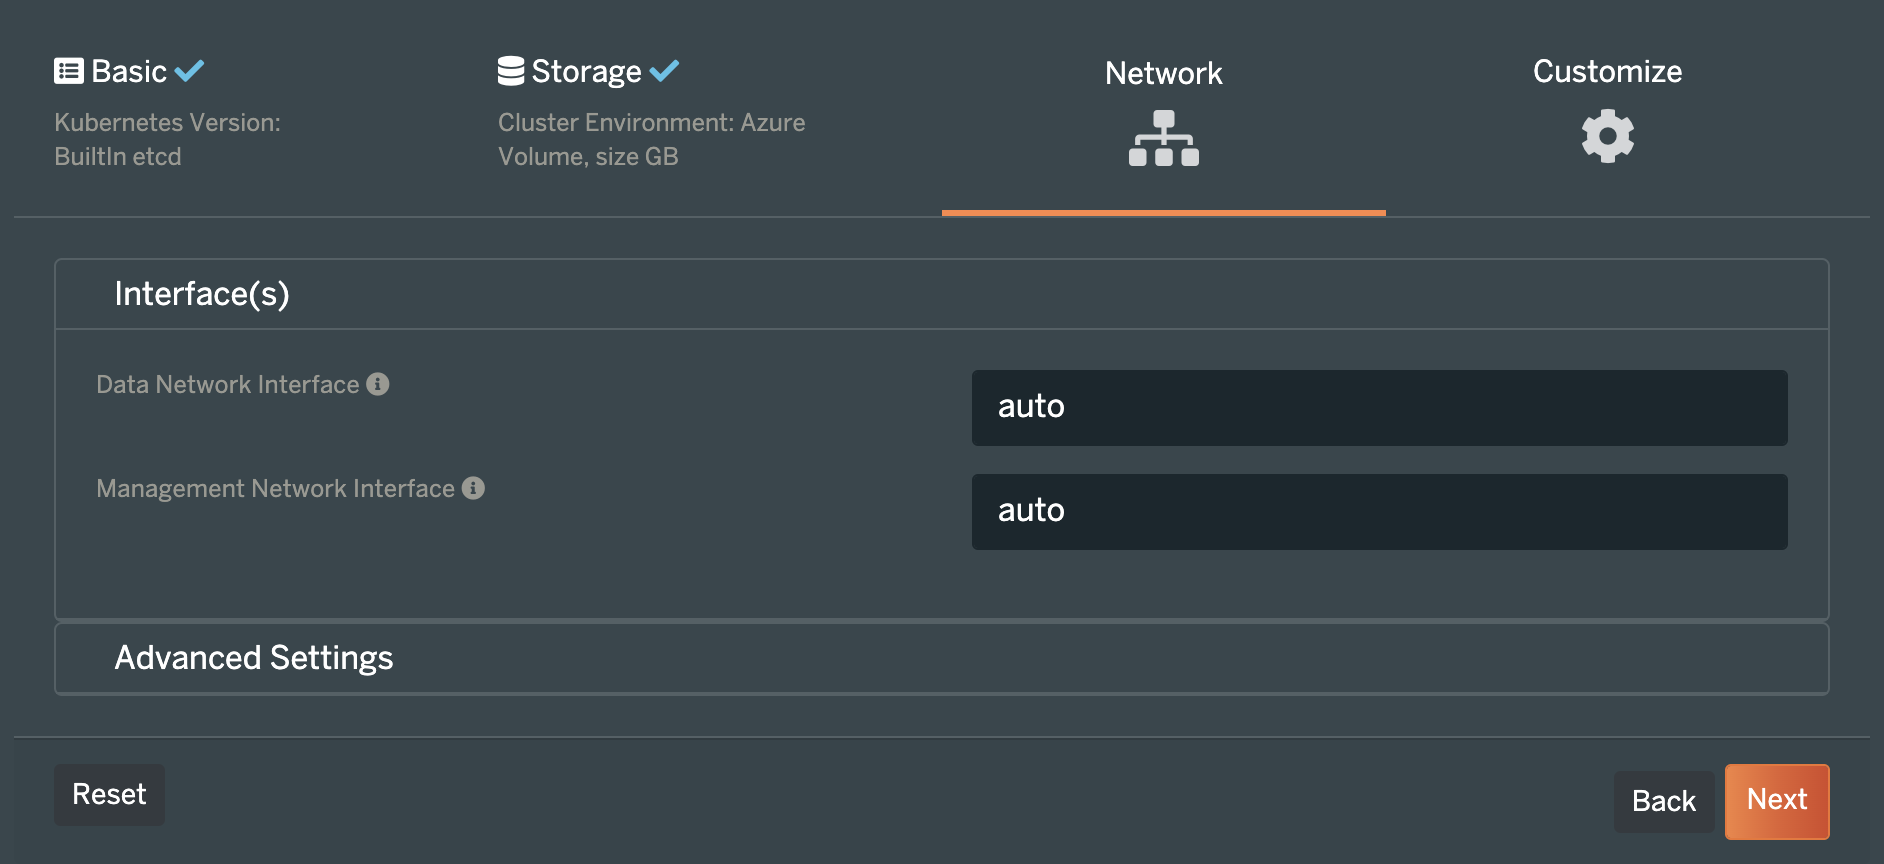 Basic
Kubernetes Version:
BuiltIn etcd
Storage
Cluster Environment: Azure
Volume, size GB
Network
Customize
Interface(s)
Data Network Interface
auto
Management Network Interface
auto
Advanced Settings
Reset
Back
Next